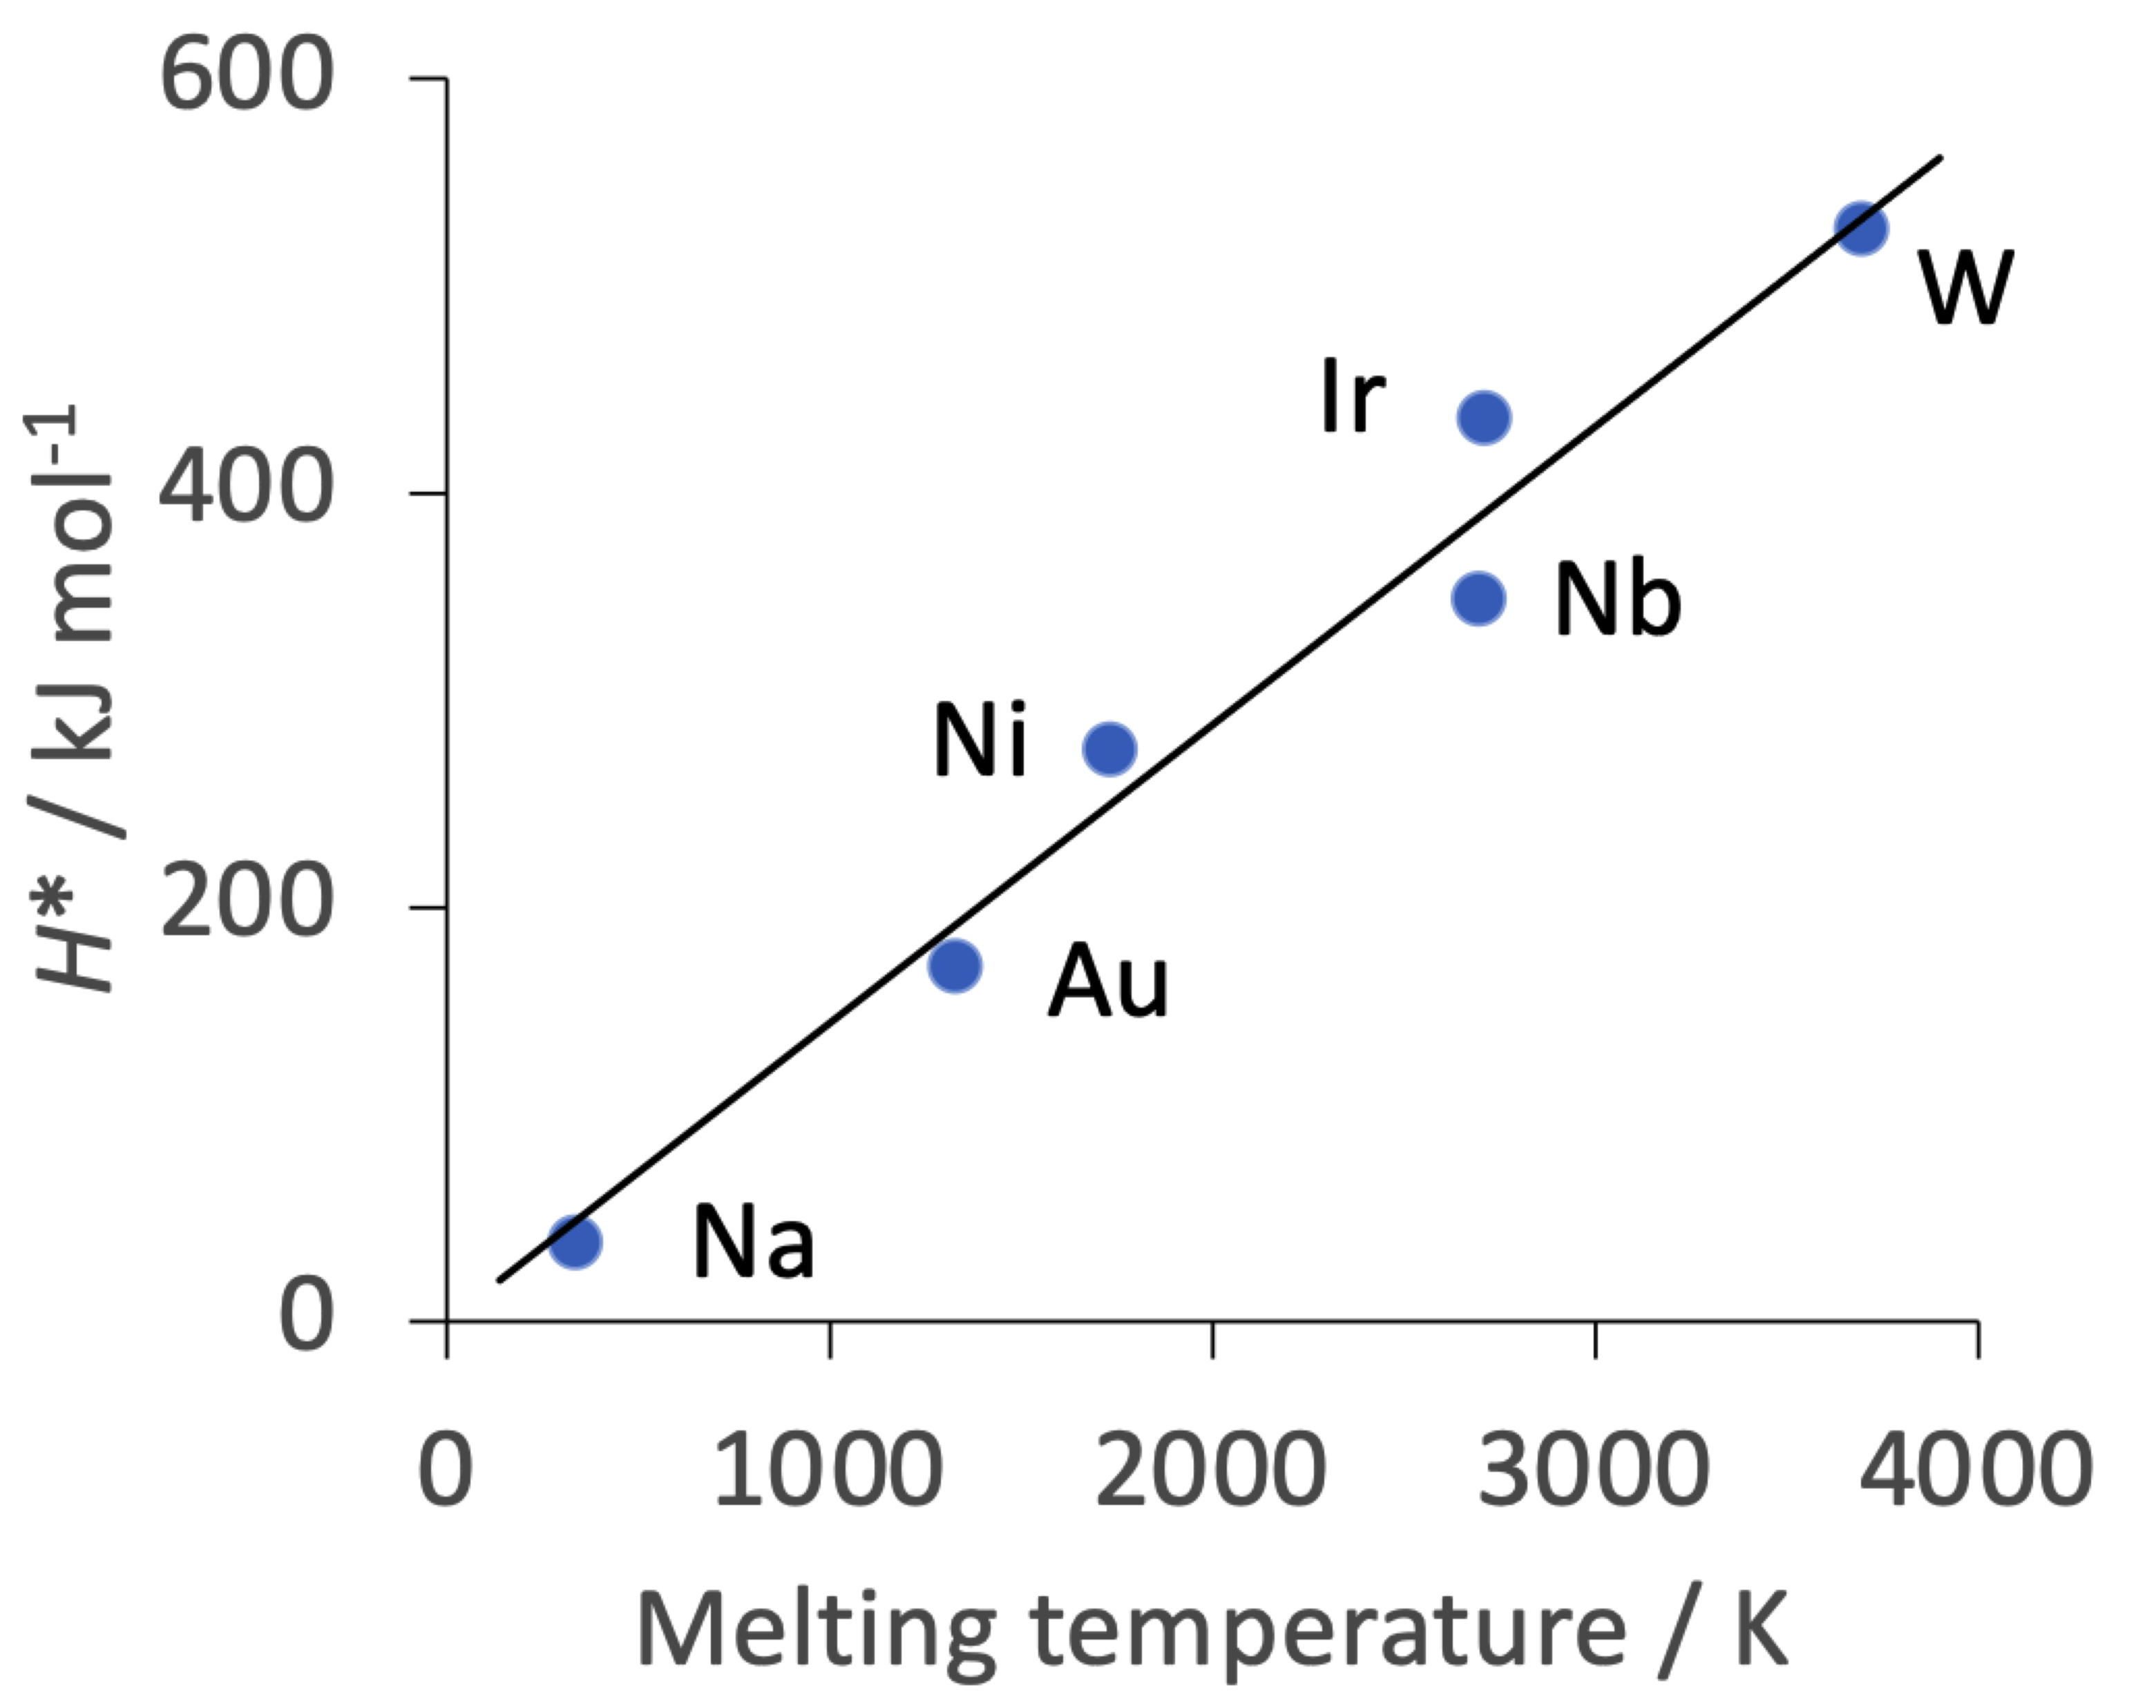 600
400
200
0
H* / kJ mol-1
W
Ir
Nb
Ni
Au
Na
0 1000 2000 3000 4000
Melting temperature / K